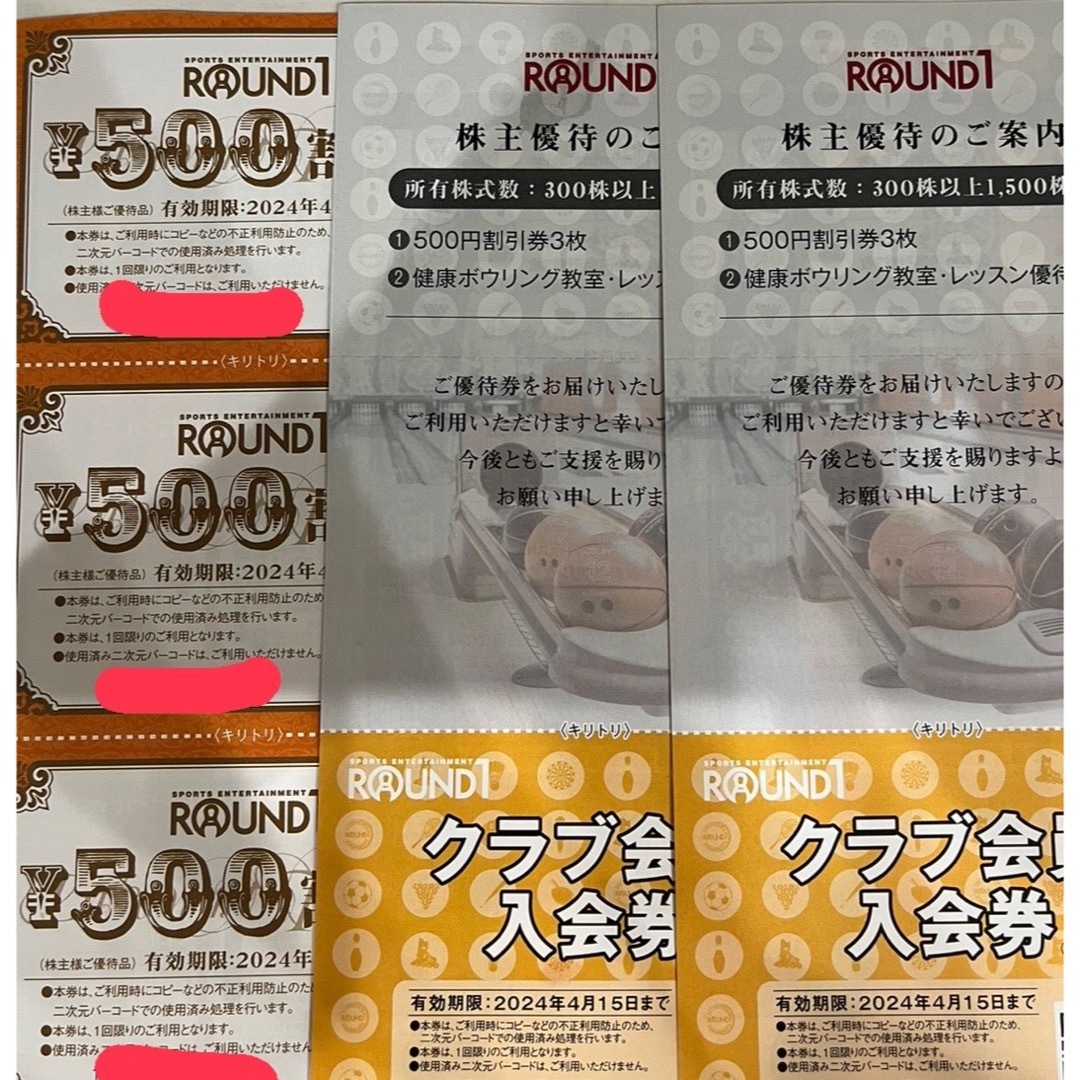 SPORTS ENTERTAINMENT
ROUND1
¥500割
(株主様ご優待品) 有効期限:2024年4
●本券は、ご利用時にコピーなどの不正利用防止のため、
二次元バーコードでの使用済み処理を行います。
●本券は、1回限りのご利用となります。
●使用済み二次元バーコードは、ご利用いただけません。
〈キリトリ〉
SPORTS ENTERTAINMENT
ROUND1
¥500割
(株主様ご優待品) 有効期限:2024年4
●本券は、ご利用時にコピーなどの不正利用防止のため
二次元バーコードでの使用済み処理を行います。
●本券は、1回限りのご利用となります。
●使用済み二次元バーコードは、ご利用いただけません。
〈キリトリ〉
SPORTS ENTERTAINMENT
ROUND
¥500割
(株主様ご優待品) 有効期限:2024年
●本券は、ご利用時にコピーなどの不正利用防止のた
二次元バーコードでの使用済み処理を行います。
●本券は、1回限りのご利用となります。
●使用済み二次元バーコードは、ご利用いただけません
SPORTS ENTERTAINMENT
ROUND
株主優待のご
所有株式数:300株以上
❶500円割引券3枚
❷健康ボウリング教室・レッス
ご優待券をお届けいたし
ご利用いただけますと幸いで
今後ともご支援を賜り
お願い申し上げま
〈キリトリ〉
SPORTS ENTERTAINMENT
ROUND1
クラブ会
入会券
有効期限:2024年4月15日まで
●本券は、ご利用時にコピーなどの不正利用防止のため、
二次元バーコードでの使用済み処理を行います。
●本券は、1回限りのご利用となります。
●使用済み二次元バーコードは、ご利用いただけません。
SPORTS ENTERTAINMENT
ROUND1
株主優待のご案内
所有株式数:300株以上1,500株
❶500円割引券3枚
❷健康ボウリング教室・レッスン優待
ご優待券をお届けいたしますの
ご利用いただけますと幸いでござい
今後ともご支援を賜りますよ
お願い申し上げます。
〈キリトリ〉
SPORTS ENTERTAINMENT
ROUND1
クラブ会員
入会券
有効期限:2024年4月15日まで
●本券は、ご利用時にコピーなどの不正利用防止のため、
二次元バーコードでの使用済み処理を行います。
●本券は、1回限りのご利用となります。
●使用済み二次元バーコードは、ご利用いただけません。